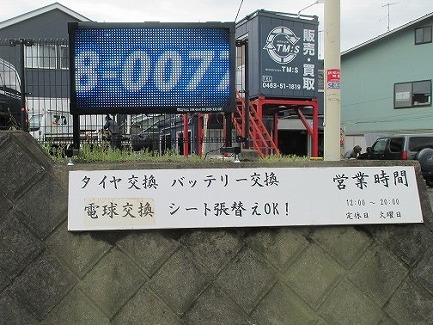 8-007
TM:S
TM:S
販売・買取
0463-51-1819
タイヤ交換 バッテリー交換
電球交換 シート張替えOK!
営業時間
12:00～20:00
定休日 火曜日